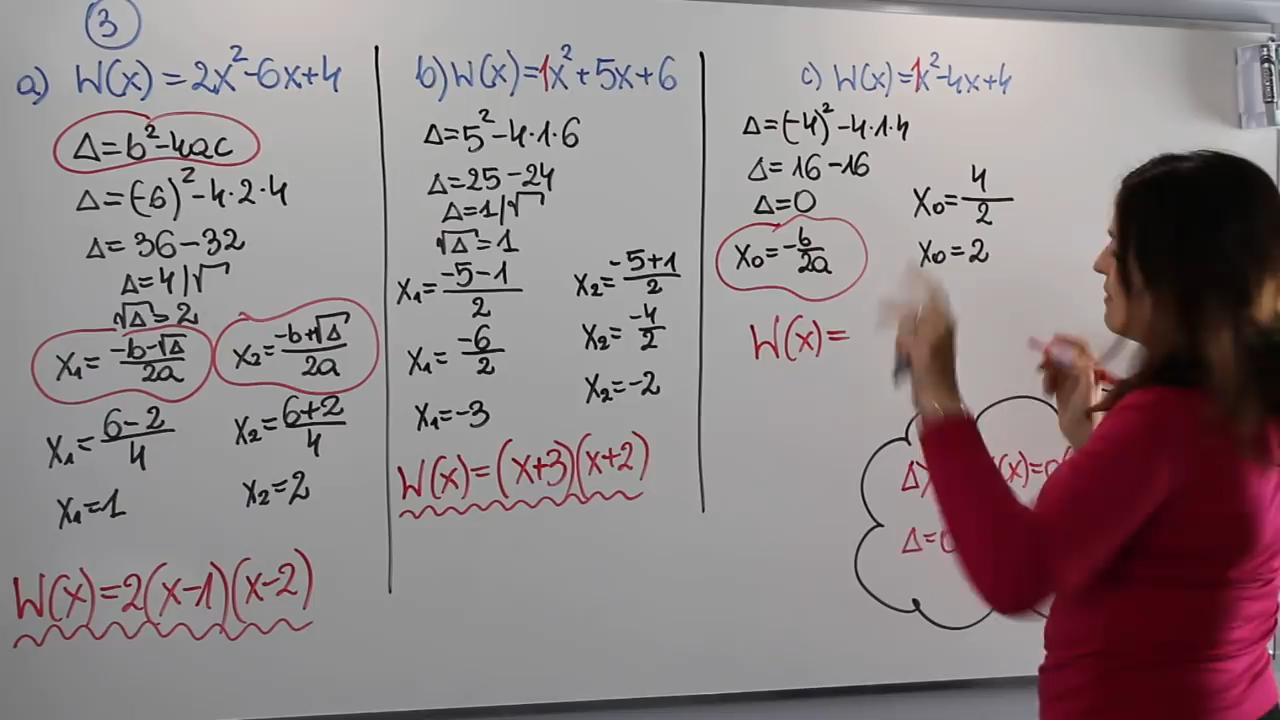 3
a) W(x)=2x²-6x+4
Δ=b²-4ac
Δ=(-6)²-4·2·4
Δ=36-32
Δ=4/√
√Δ=2
x₁=(-b-√Δ)/2a x₂=(-b+√Δ)/2a
x₁=(6-2)/4 x₂=(6+2)/4
x₁=1 x₂=2
W(x)=2(x-1)(x-2)
b) W(x)=1x²+5x+6
Δ=5²-4·1·6
Δ=25-24
Δ=1/√
√Δ=1
x₁=(-5-1)/2 x₂=(-5+1)/2
x₁=-6/2 x₂=-4/2
x₁=-3 x₂=-2
W(x)=(x+3)(x+2)
c) W(x)=1x²-4x+4
Δ=(-4)²-4·1·4
Δ=16-16
Δ=0
x₀=-b/2a
x₀=4/2
x₀=2
W(x)=
Δ (x)=a
Δ=0